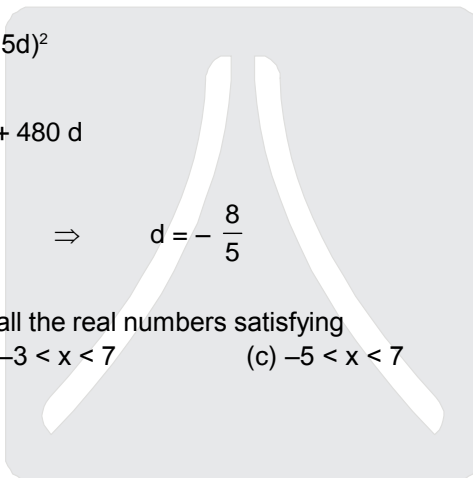 5d)²
+ 480 d
⇒ d = – 8/5
all the real numbers satisfying
–3 < x < 7 (c) –5 < x < 7